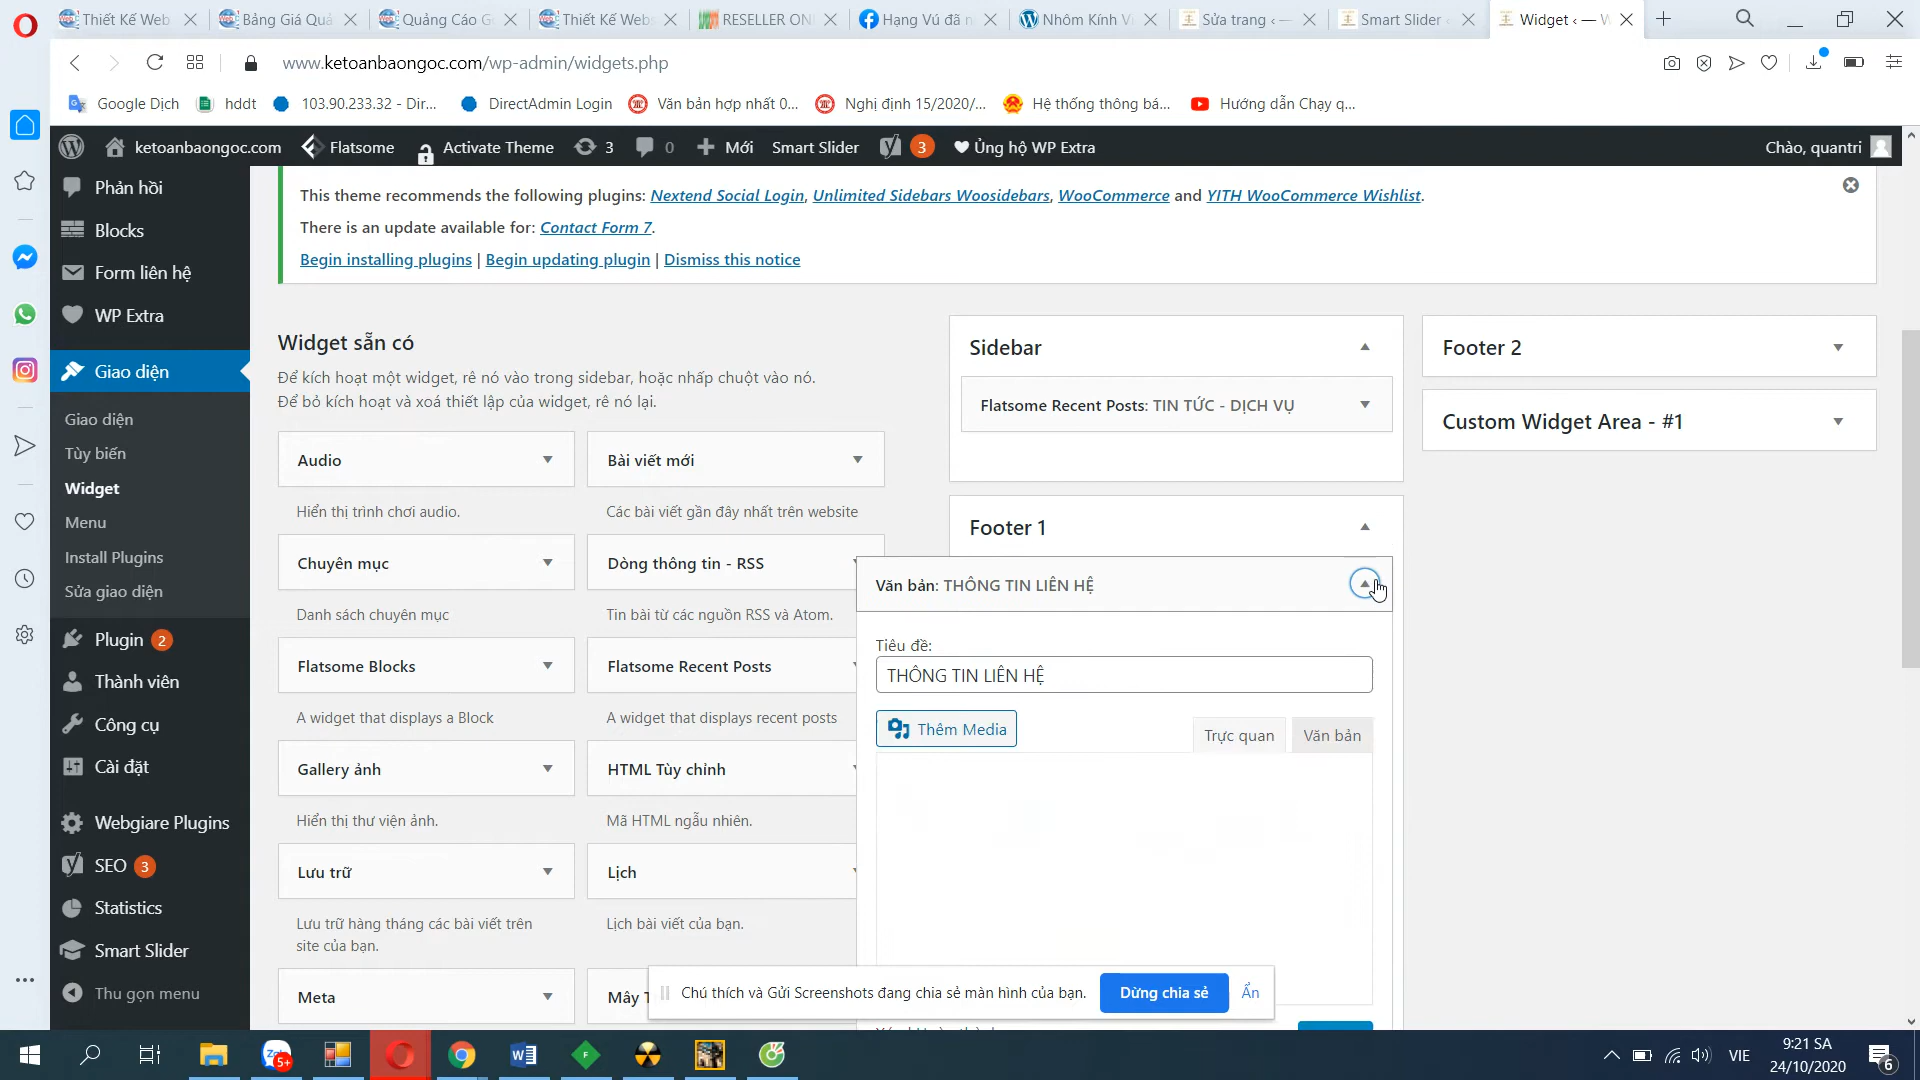 Thiết Kế Web
Bảng Giá Quả
Quảng Cáo Go
Thiết Kế Webs
RESELLER ON
Hạng Vú đã n
Nhôm Kính V
Sửa trang ‹ —
Smart Slider ‹
Widget ‹ — W
www.ketoanbaongoc.com/wp-admin/widgets.php
Google Dịch
hddt
103.90.233.32 - Dir...
DirectAdmin Login
Văn bản hợp nhất 0...
Nghị định 15/2020/...
Hệ thống thông bá...
Hướng dẫn Chạy q...
ketoanbaongoc.com
Flatsome
Activate Theme
3
0
Mới
Smart Slider
3
Ủng hộ WP Extra
Chào, quantri
Phản hồi
Blocks
Form liên hệ
WP Extra
Giao diện
Giao diện
Tùy biến
Widget
Menu
Install Plugins
Sửa giao diện
Plugin 2
Thành viên
Công cụ
Cài đặt
Webgiare Plugins
SEO 3
Statistics
Smart Slider
Thu gọn menu
This theme recommends the following plugins: Nextend Social Login, Unlimited Sidebars Woosidebars, WooCommerce and YITH WooCommerce Wishlist.
There is an update available for: Contact Form 7.
Begin installing plugins | Begin updating plugin | Dismiss this notice
Widget sẵn có
Để kích hoạt một widget, rê nó vào trong sidebar, hoặc nhấp chuột vào nó.
Để bỏ kích hoạt và xoá thiết lập của widget, rê nó lại.
Audio
Hiển thị trình chơi audio.
Bài viết mới
Các bài viết gần đây nhất trên website
Chuyên mục
Danh sách chuyên mục
Dòng thông tin - RSS
Tin bài từ các nguồn RSS và Atom.
Flatsome Blocks
A widget that displays a Block
Flatsome Recent Posts
A widget that displays recent posts
Gallery ảnh
Hiển thị thư viện ảnh.
HTML Tùy chỉnh
Mã HTML ngẫu nhiên.
Lưu trữ
Lưu trữ hàng tháng các bài viết trên
site của bạn.
Lịch
Lịch bài viết của bạn.
Meta
Mây T
Sidebar
Flatsome Recent Posts: TIN TỨC - DỊCH VỤ
Footer 1
Văn bản: THÔNG TIN LIÊN HỆ
Tiêu đề:
THÔNG TIN LIÊN HỆ
Thêm Media
Trực quan
Văn bản
Footer 2
Custom Widget Area - #1
Chú thích và Gửi Screenshots đang chia sẻ màn hình của bạn.
Dừng chia sẻ
Ẩn
5+
VIE
9:21 SA
24/10/2020
6